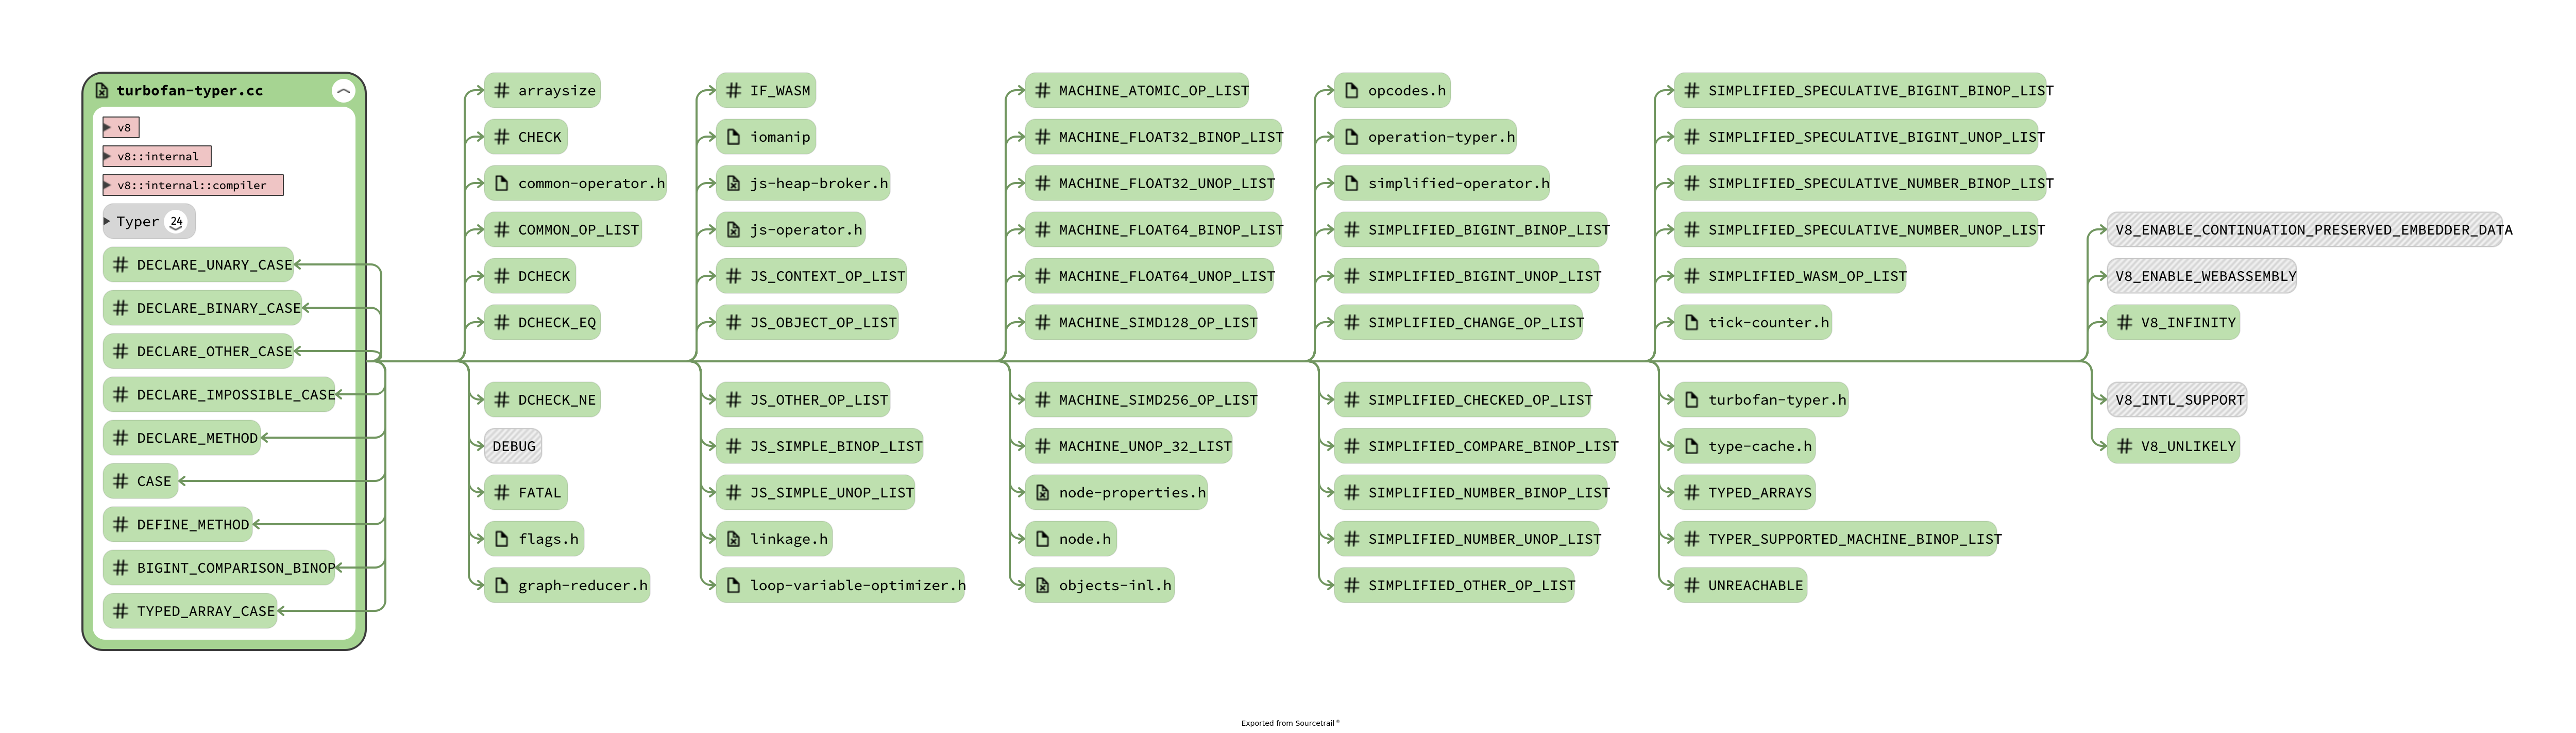 turbofan-typer.cc
v8
v8::internal
v8::internal::compiler
Typer 24
DECLARE_UNARY_CASE
DECLARE_BINARY_CASE
DECLARE_OTHER_CASE
DECLARE_IMPOSSIBLE_CASE
DECLARE_METHOD
CASE
DEFINE_METHOD
BIGINT_COMPARISON_BINOP
TYPED_ARRAY_CASE
arraysize
CHECK
common-operator.h
COMMON_OP_LIST
DCHECK
DCHECK_EQ
DCHECK_NE
DEBUG
FATAL
flags.h
graph-reducer.h
IF_WASM
iomanip
js-heap-broker.h
js-operator.h
JS_CONTEXT_OP_LIST
JS_OBJECT_OP_LIST
JS_OTHER_OP_LIST
JS_SIMPLE_BINOP_LIST
JS_SIMPLE_UNOP_LIST
linkage.h
loop-variable-optimizer.h
MACHINE_ATOMIC_OP_LIST
MACHINE_FLOAT32_BINOP_LIST
MACHINE_FLOAT32_UNOP_LIST
MACHINE_FLOAT64_BINOP_LIST
MACHINE_FLOAT64_UNOP_LIST
MACHINE_SIMD128_OP_LIST
MACHINE_SIMD256_OP_LIST
MACHINE_UNOP_32_LIST
node-properties.h
node.h
objects-inl.h
opcodes.h
operation-typer.h
simplified-operator.h
SIMPLIFIED_BIGINT_BINOP_LIST
SIMPLIFIED_BIGINT_UNOP_LIST
SIMPLIFIED_CHANGE_OP_LIST
SIMPLIFIED_CHECKED_OP_LIST
SIMPLIFIED_COMPARE_BINOP_LIST
SIMPLIFIED_NUMBER_BINOP_LIST
SIMPLIFIED_NUMBER_UNOP_LIST
SIMPLIFIED_OTHER_OP_LIST
SIMPLIFIED_SPECULATIVE_BIGINT_BINOP_LIST
SIMPLIFIED_SPECULATIVE_BIGINT_UNOP_LIST
SIMPLIFIED_SPECULATIVE_NUMBER_BINOP_LIST
SIMPLIFIED_SPECULATIVE_NUMBER_UNOP_LIST
SIMPLIFIED_WASM_OP_LIST
tick-counter.h
turbofan-typer.h
type-cache.h
TYPED_ARRAYS
TYPER_SUPPORTED_MACHINE_BINOP_LIST
UNREACHABLE
V8_ENABLE_CONTINUATION_PRESERVED_EMBEDDER_DATA
V8_ENABLE_WEBASSEMBLY
V8_INFINITY
V8_INTL_SUPPORT
V8_UNLIKELY
Exported from Sourcetrail®